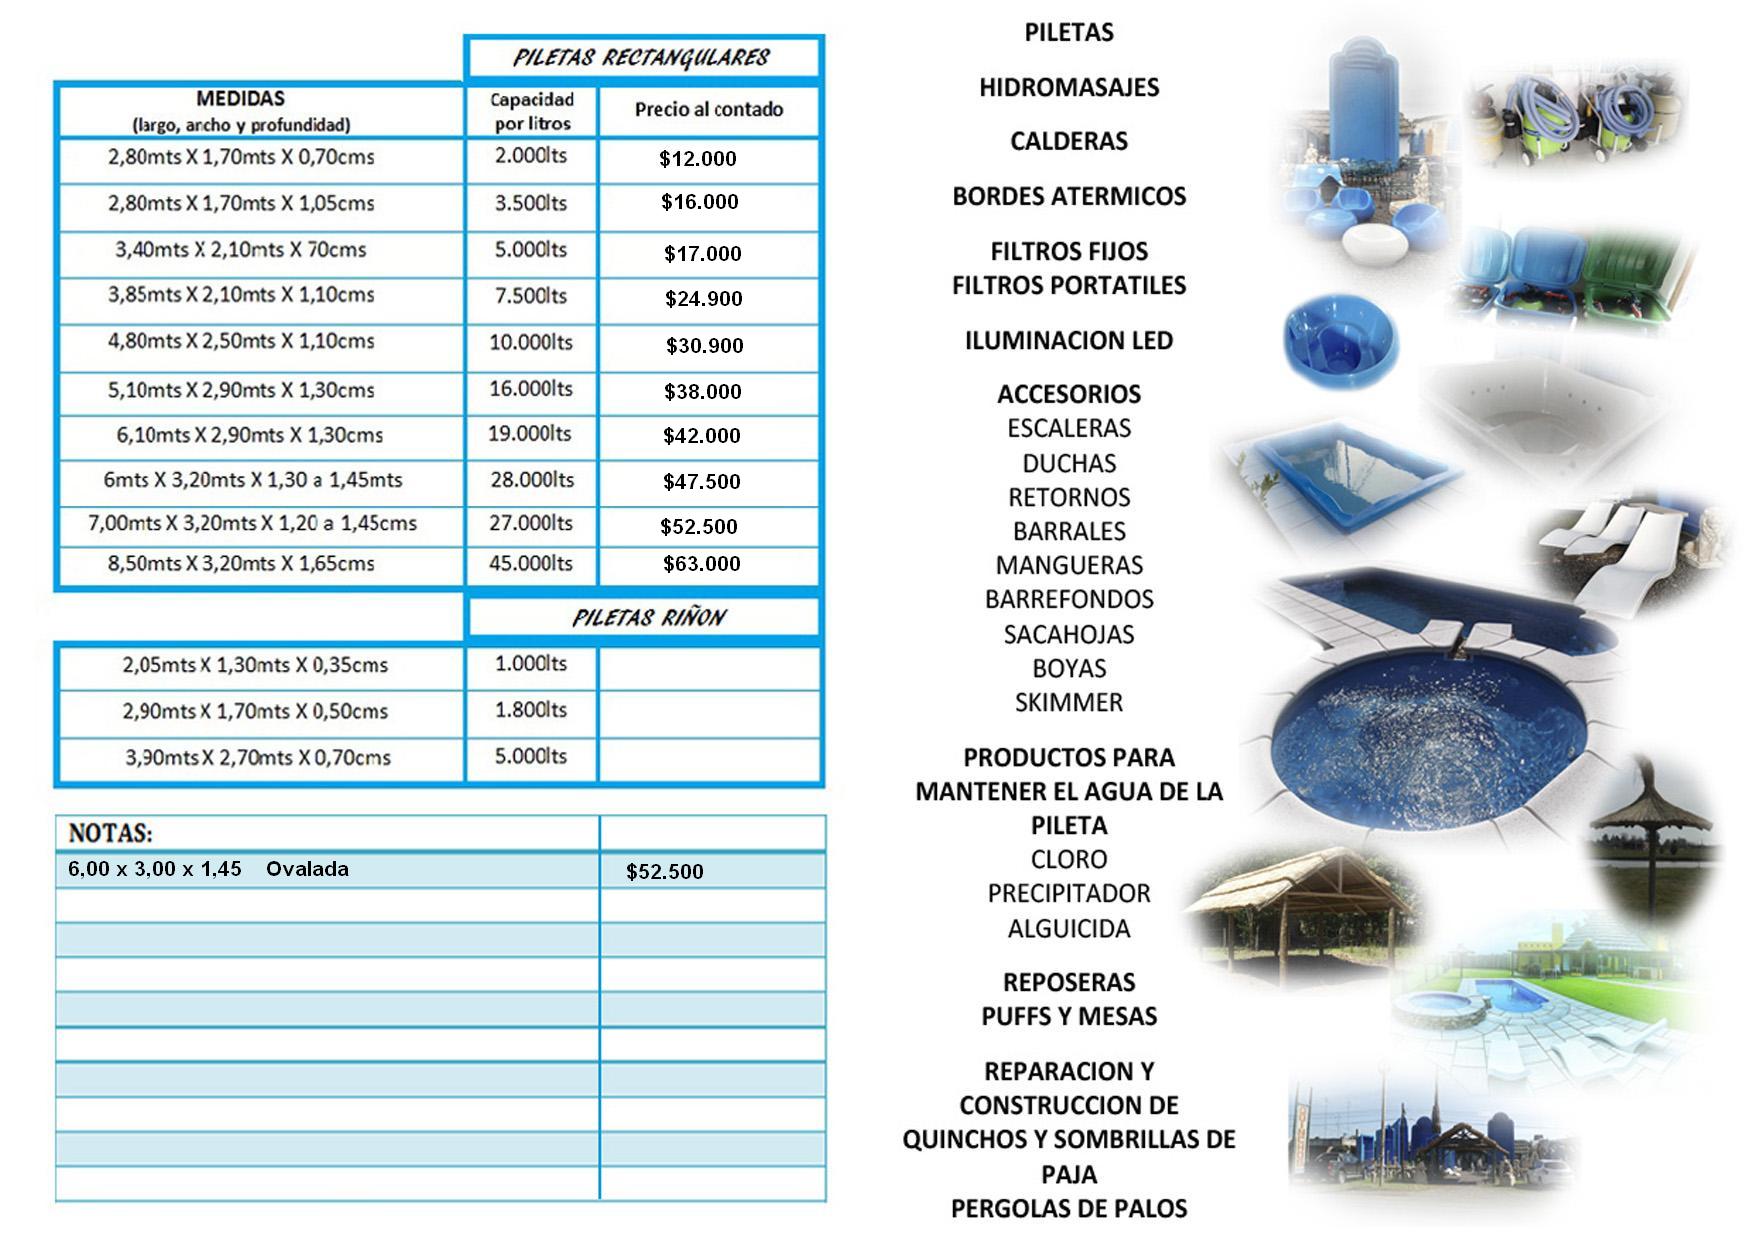 PILETAS RECTANGULARES
MEDIDAS
(largo, ancho y profundidad)
Capacidad
por litros
Precio al contado
2,80mts X 1,70mts X 0,70cms 2.000lts $12.000
2,80mts X 1,70mts X 1,05cms 3.500lts $16.000
3,40mts X 2,10mts X 70cms 5.000lts $17.000
3,85mts X 2,10mts X 1,10cms 7.500lts $24.900
4,80mts X 2,50mts X 1,10cms 10.000lts $30.900
5,10mts X 2,90mts X 1,30cms 16.000lts $38.000
6,10mts X 2,90mts X 1,30cms 19.000lts $42.000
6mts X 3,20mts X 1,30 a 1,45mts 28.000lts $47.500
7,00mts X 3,20mts X 1,20 a 1,45cms 27.000lts $52.500
8,50mts X 3,20mts X 1,65cms 45.000lts $63.000
PILETAS RIÑON
2,05mts X 1,30mts X 0,35cms 1.000lts
2,90mts X 1,70mts X 0,50cms 1.800lts
3,90mts X 2,70mts X 0,70cms 5.000lts
NOTAS:
6,00 x 3,00 x 1,45 Ovalada $52.500
PILETAS
HIDROMASAJES
CALDERAS
BORDES ATERMICOS
FILTROS FIJOS
FILTROS PORTATILES
ILUMINACION LED
ACCESORIOS
ESCALERAS
DUCHAS
RETORNOS
BARRALES
MANGUERAS
BARREFONDOS
SACAHOJAS
BOYAS
SKIMMER
PRODUCTOS PARA
MANTENER EL AGUA DE LA
PILETA
CLORO
PRECIPITADOR
ALGUICIDA
REPOSERAS
PUFFS Y MESAS
REPARACION Y
CONSTRUCCION DE
QUINCHOS Y SOMBRILLAS DE
PAJA
PERGOLAS DE PALOS